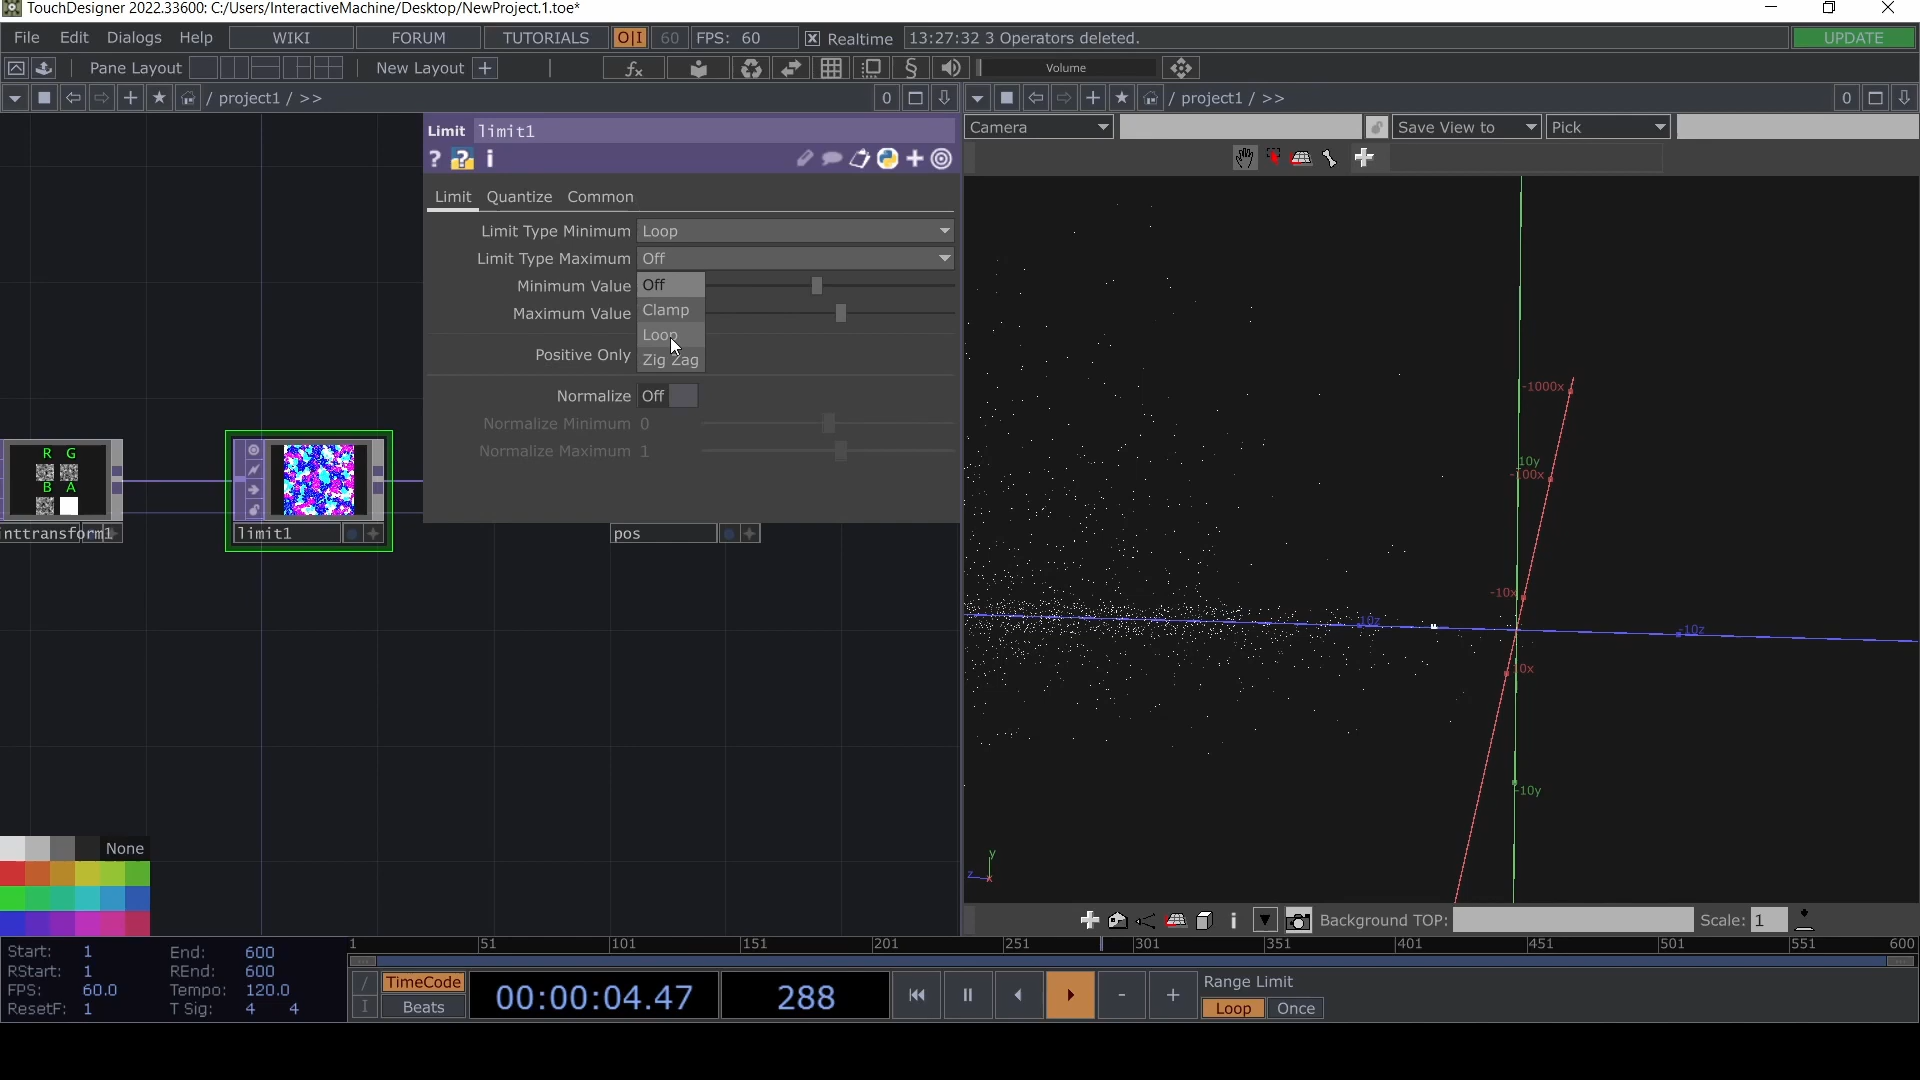 TouchDesigner 2022.33600: C:/Users/InteractiveMachine/Desktop/NewProject.1.toe*
File Edit Dialogs Help WIKI FORUM TUTORIALS O|I 60 FPS: 60 Realtime 13:27:32 3 Operators deleted. UPDATE
Pane Layout New Layout + Volume
/ project1 / >> 0 / project1 / >> 0
Limit limit1
Camera Save View to Pick
Limit Quantize Common
Limit Type Minimum Loop
Limit Type Maximum Off
Minimum Value Off
Maximum Value Clamp
Loop
Positive Only Zig Zag
Normalize Off
Normalize Minimum 0
Normalize Maximum 1
R G
B A
inttransform1 limit1 pos
-1000x
10y
-100x
-10x
10z
-10z
10x
-10y
y
z x
None
Background TOP: Scale: 1
Start: 1 End: 600
RStart: 1 REnd: 600
FPS: 60.0 Tempo: 120.0
ResetF: 1 T Sig: 4 4
1 51 101 151 201 251 301 351 401 451 501 551 600
TimeCode
Beats
00:00:04.47 288
Range Limit
Loop Once